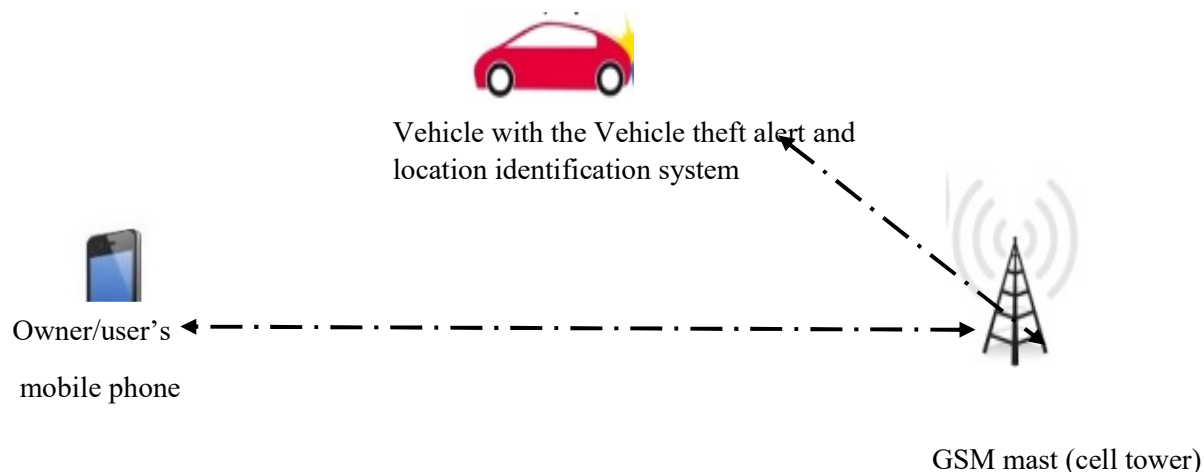 Vehicle with the Vehicle theft alert and
location identification system
Owner/user’s
mobile phone
GSM mast (cell tower)